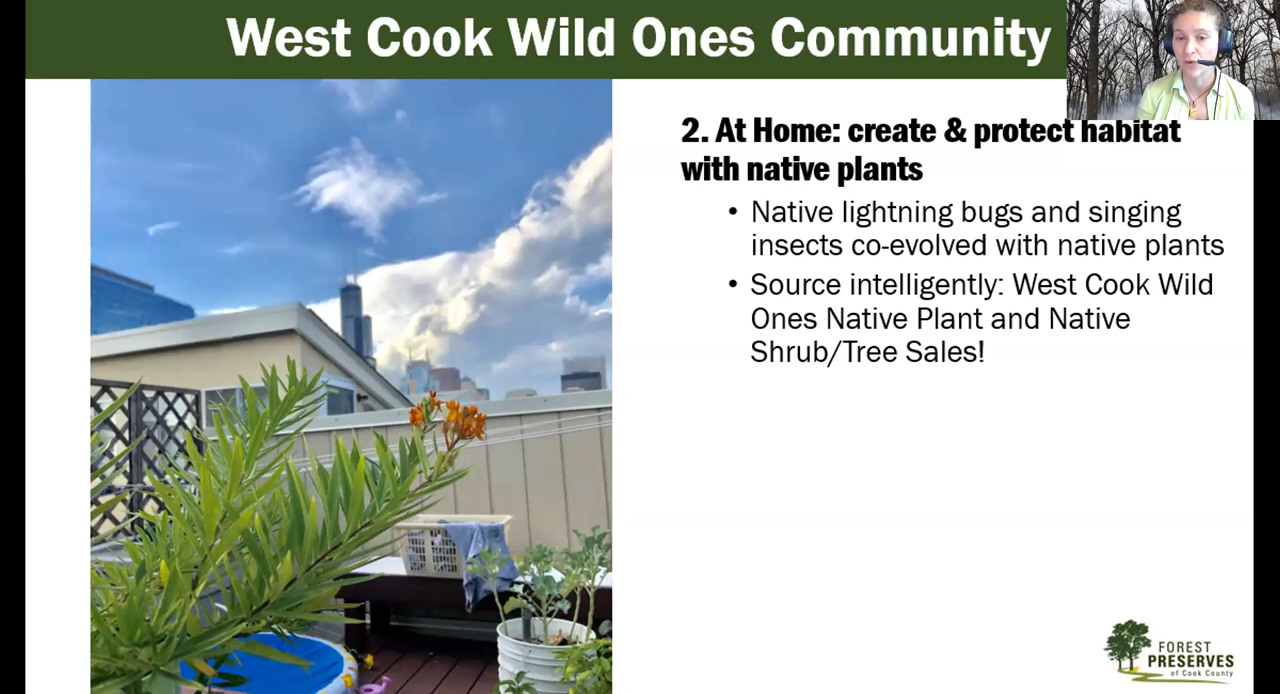 West Cook Wild Ones Community
2. At Home: create & protect habitat
with native plants
• Native lightning bugs and singing
insects co-evolved with native plants
• Source intelligently: West Cook Wild
Ones Native Plant and Native
Shrub/Tree Sales!
FOREST
PRESERVES
of Cook County